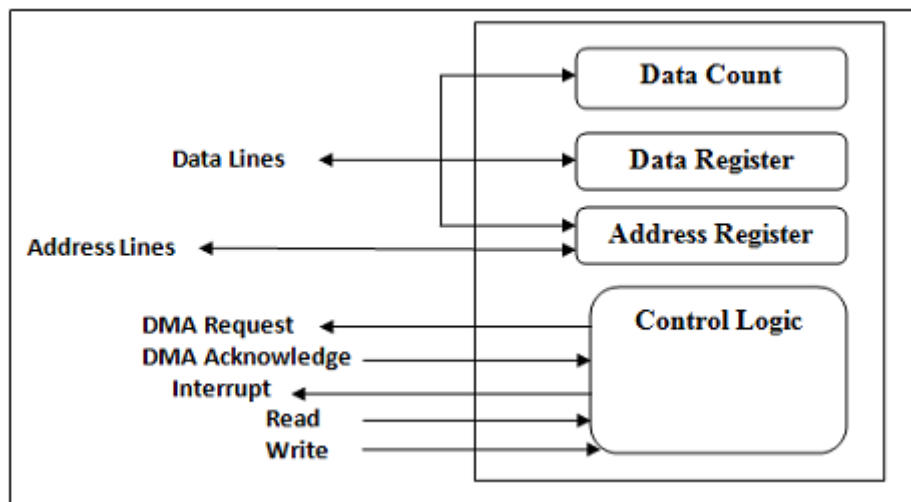 Data Count
Data Lines
Data Register
Address Lines
Address Register
DMA Request
Control Logic
DMA Acknowledge
Interrupt
Read
Write